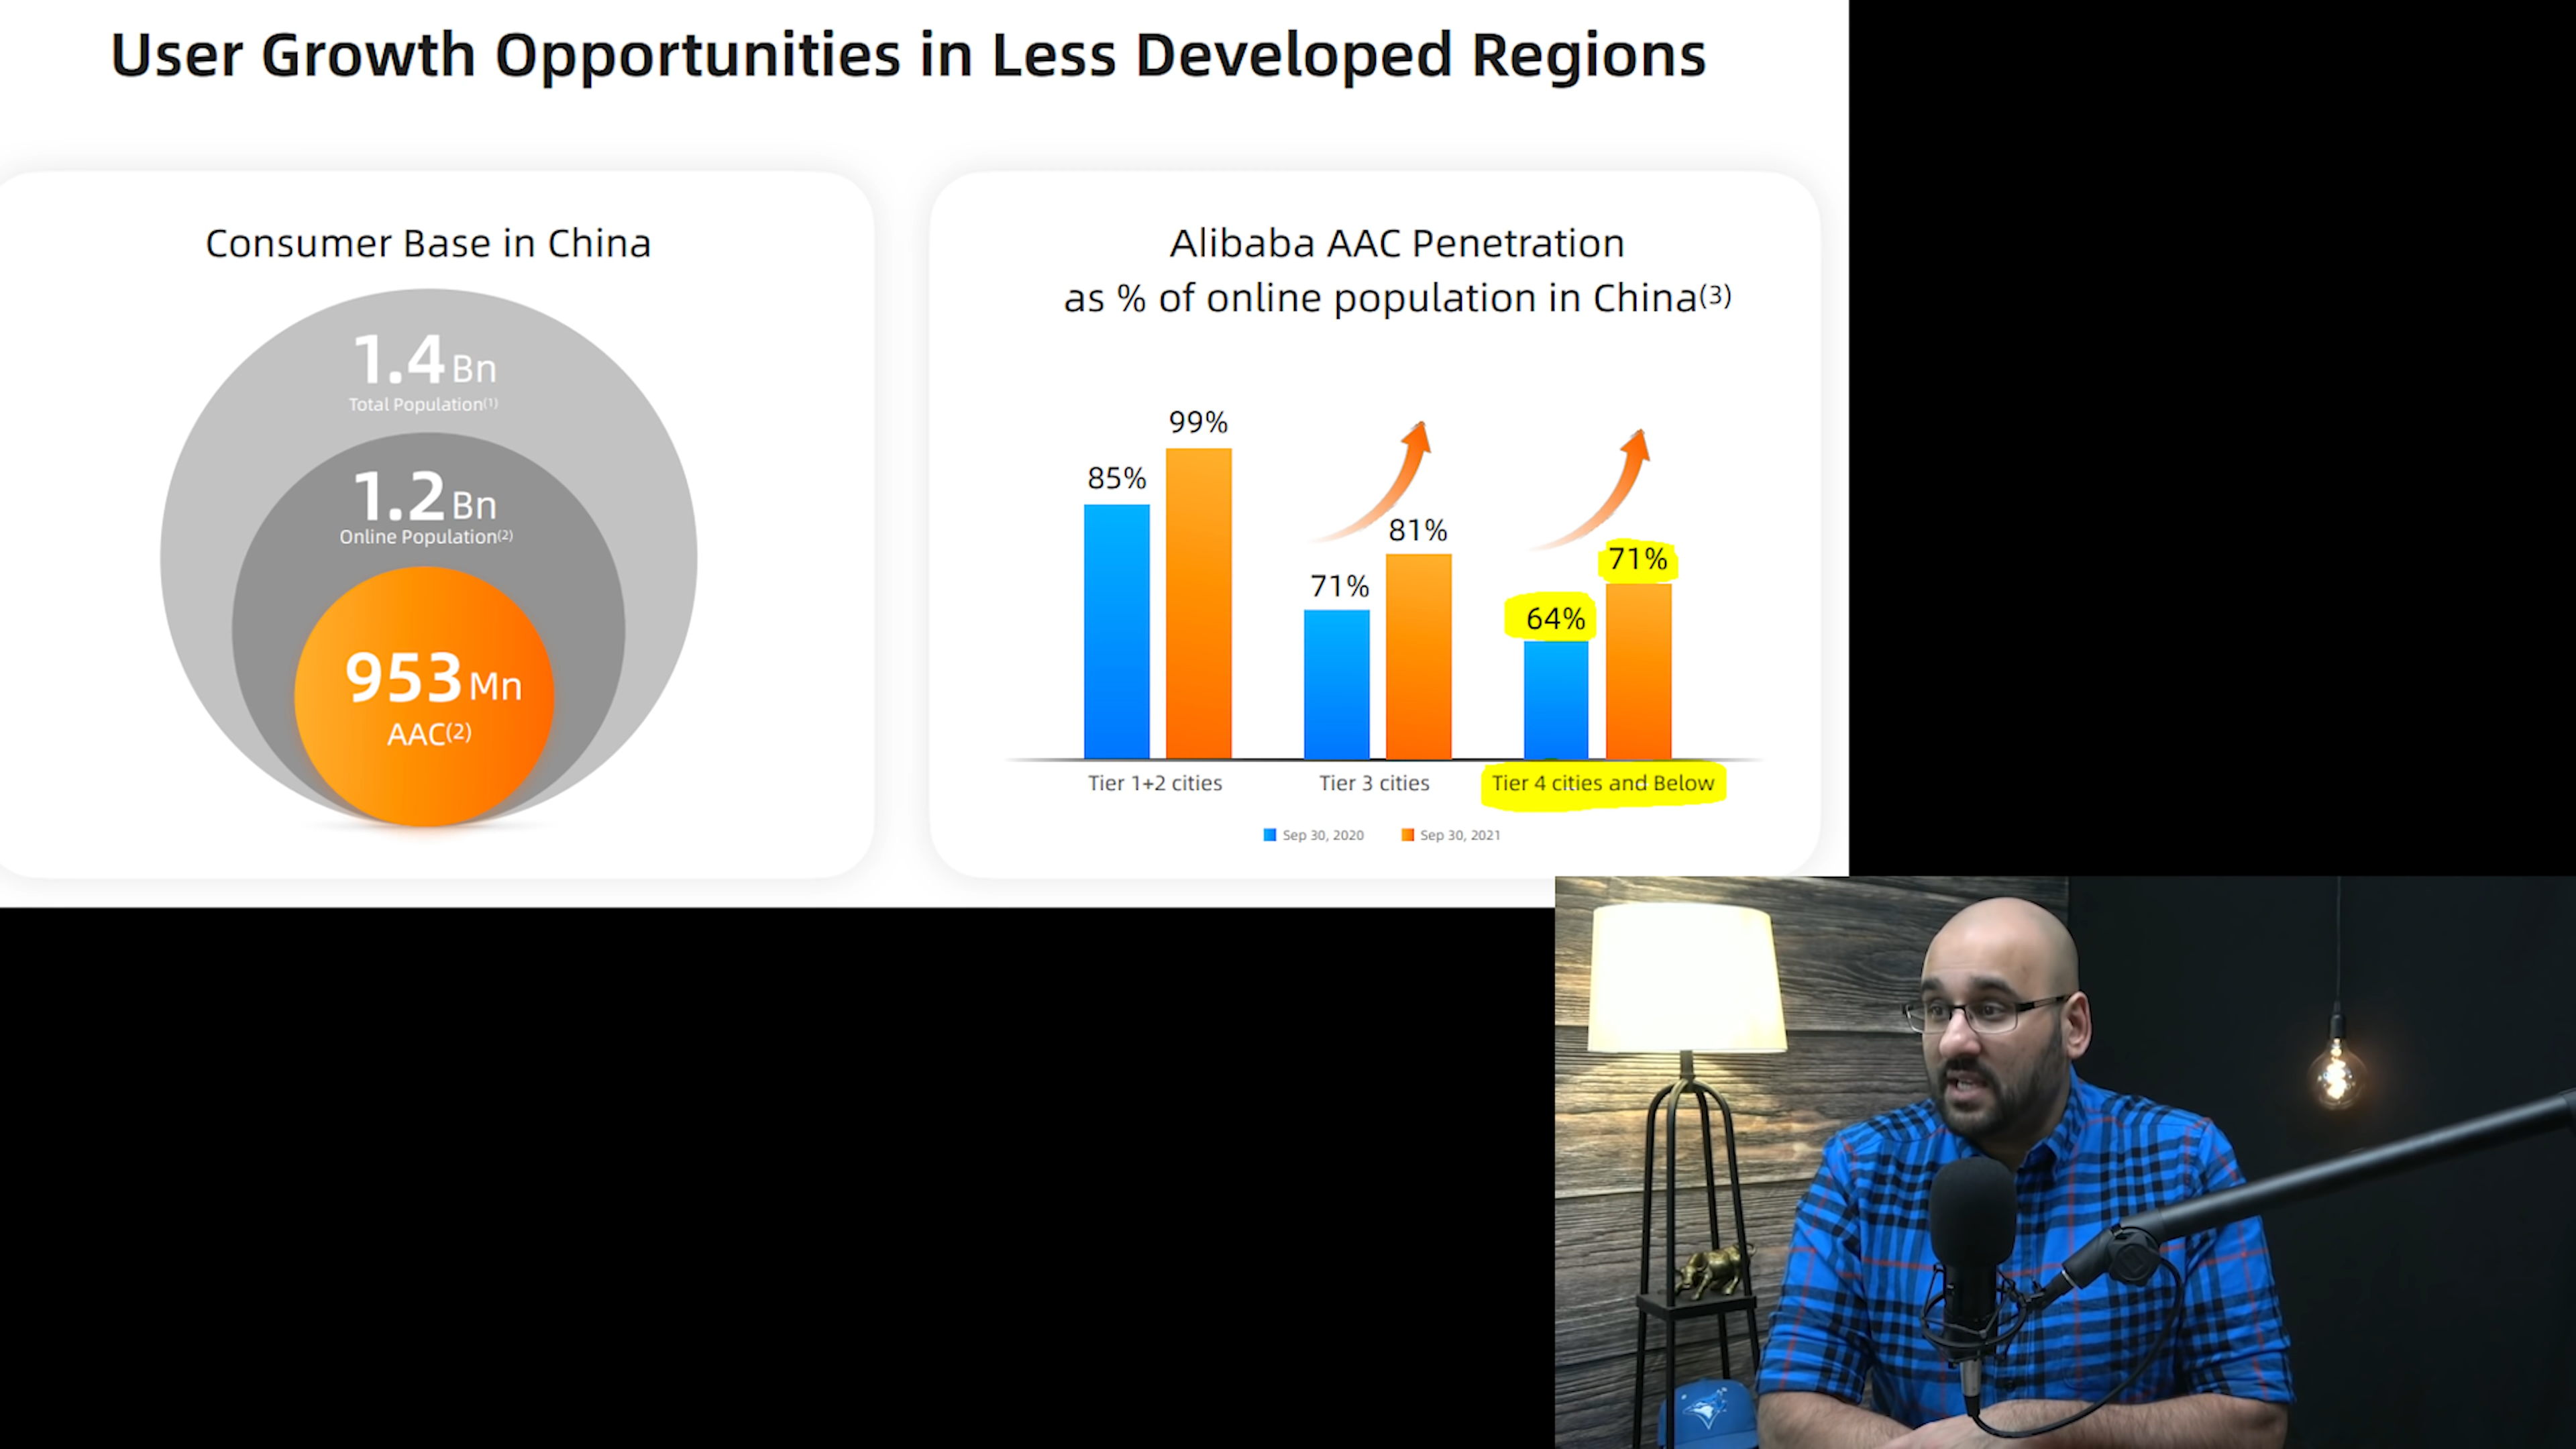 User Growth Opportunities in Less Developed Regions
Consumer Base in China
1.4 Bn
Total Population(1)
1.2 Bn
Online Population(2)
953 Mn
AAC(2)
Alibaba AAC Penetration
as % of online population in China(3)
85%
99%
71%
81%
64%
71%
Tier 1+2 cities
Tier 3 cities
Tier 4 cities and Below
Sep 30, 2020
Sep 30, 2021